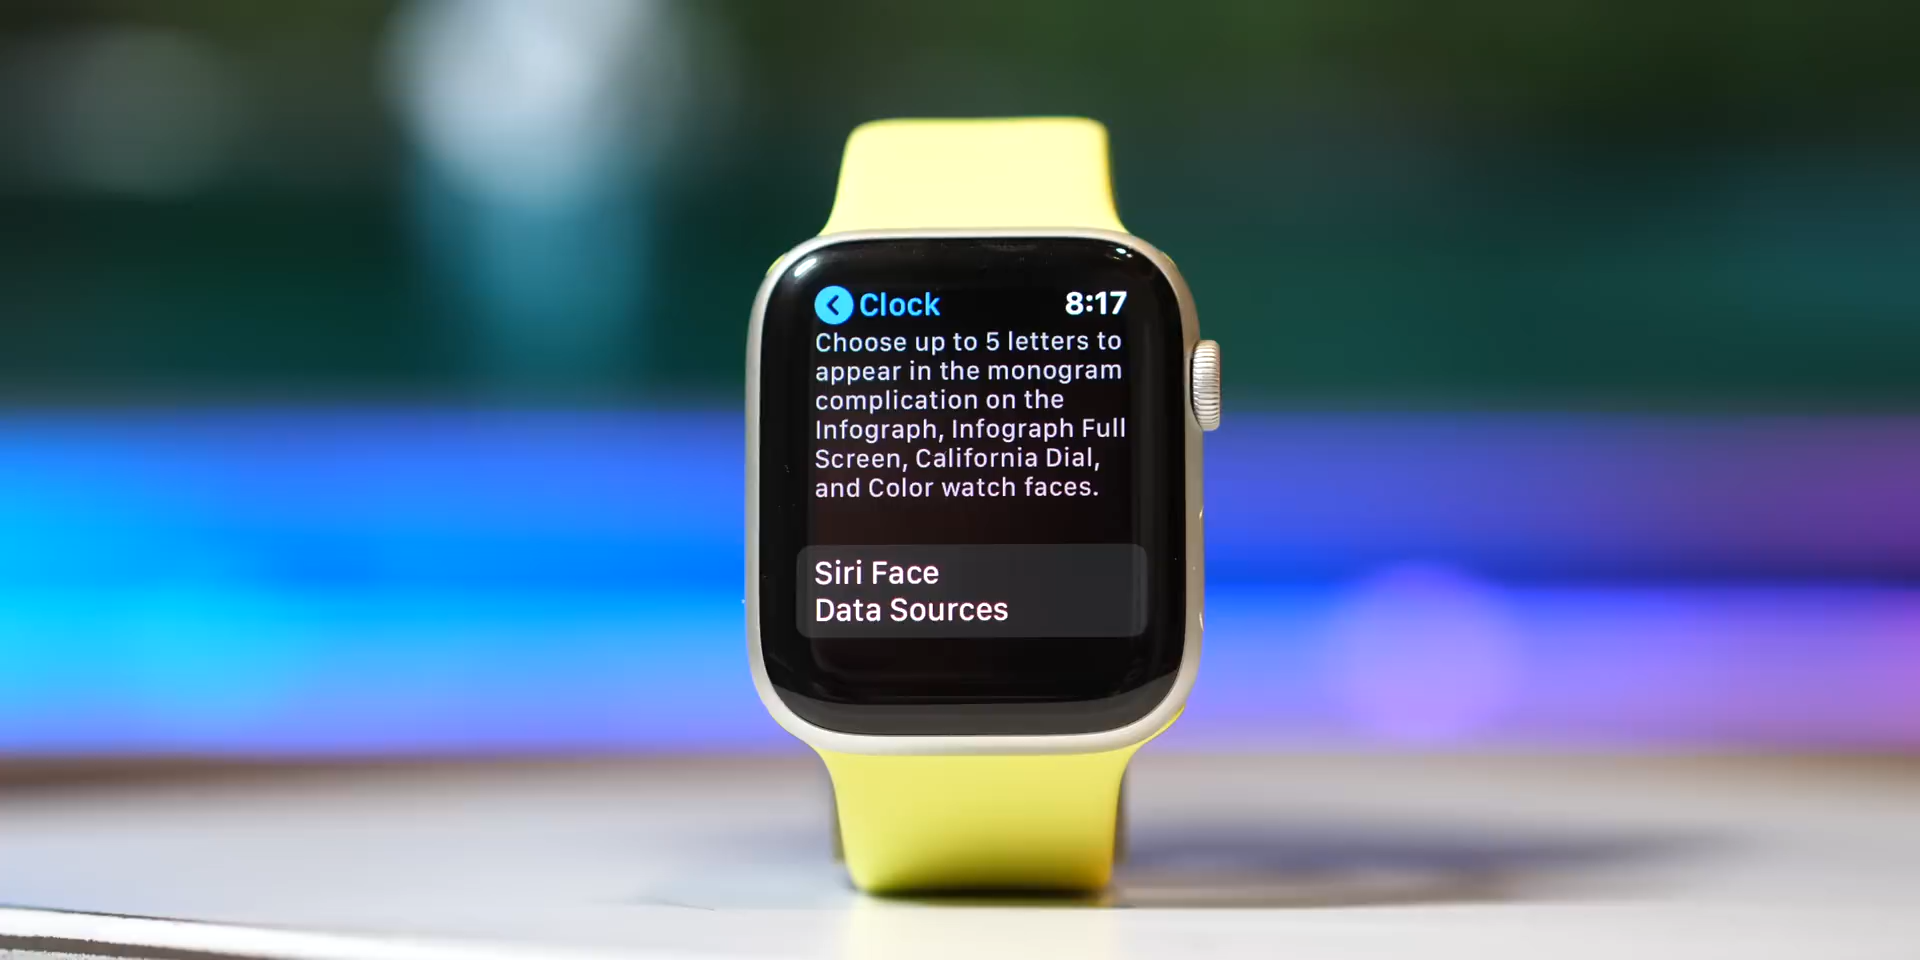 Clock 8:17
Choose up to 5 letters to
appear in the monogram
complication on the
Infograph, Infograph Full
Screen, California Dial,
and Color watch faces.
Siri Face
Data Sources